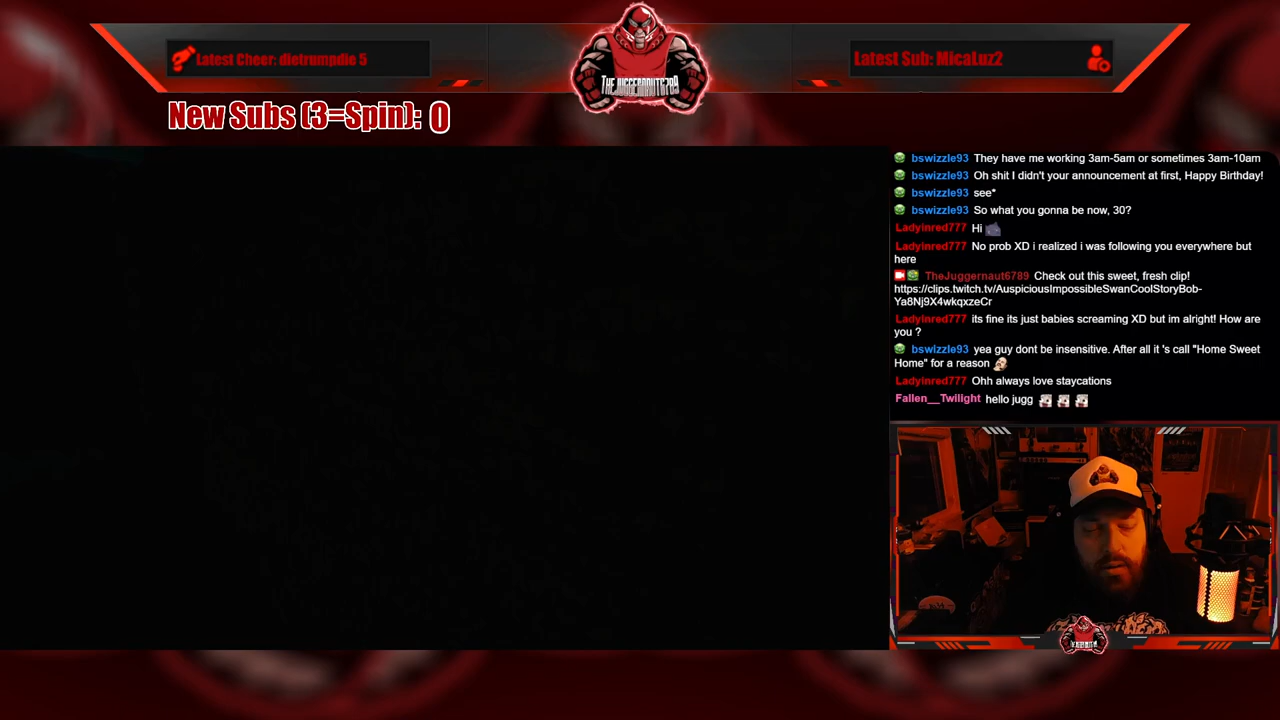 Latest Cheer: dietrumpdie 5
THEJUGGERNAUT6789
Latest Sub: MicaLuz2
New Subs (3=Spin): 0
bswizzle93 They have me working 3am-5am or sometimes 3am-10am
bswizzle93 Oh shit I didn't your announcement at first, Happy Birthday!
bswizzle93 see*
bswizzle93 So what you gonna be now, 30?
Ladyinred777 Hi
Ladyinred777 No prob XD i realized i was following you everywhere but
here
TheJuggernaut6789 Check out this sweet, fresh clip!
https://clips.twitch.tv/AuspiciousImpossibleSwanCoolStoryBob-
Ya8Nj9X4wkqxzeCr
Ladyinred777 its fine its just babies screaming XD but im alright! How are
you ?
bswizzle93 yea guy dont be insensitive. After all it 's call "Home Sweet
Home" for a reason
Ladyinred777 Ohh always love staycations
Fallen__Twilight hello jugg